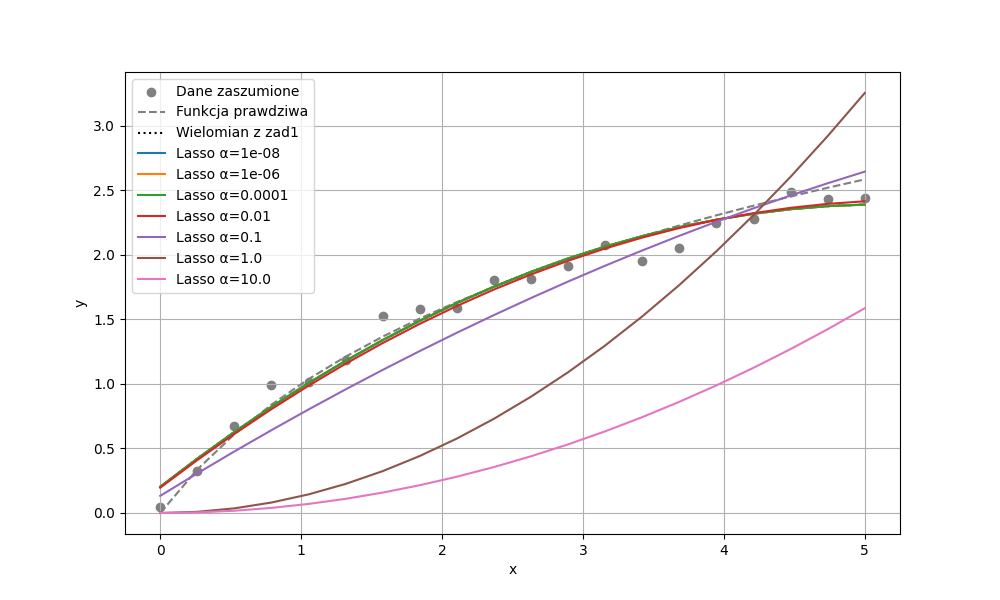 Dane zaszumione
Funkcja prawdziwa
Wielomian z zad1
Lasso α=1e-08
Lasso α=1e-06
Lasso α=0.0001
Lasso α=0.01
Lasso α=0.1
Lasso α=1.0
Lasso α=10.0
3.0
2.5
2.0
1.5
1.0
0.5
0.0
y
0 1 2 3 4 5
x